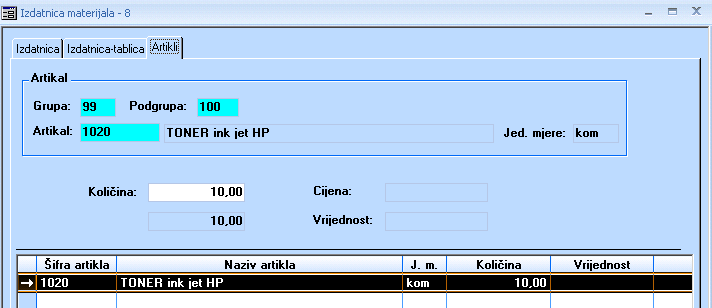 Izdatnica materijala - 8
Izdatnica Izdatnica-tablica Artikli
Artikal
Grupa: 99 Podgrupa: 100
Artikal: 1020 TONER ink jet HP Jed. mjere: kom
Količina: 10,00 Cijena:
10,00 Vrijednost:
Šifra artikla Naziv artikla J. m. Količina Vrijednost
1020 TONER ink jet HP kom 10,00